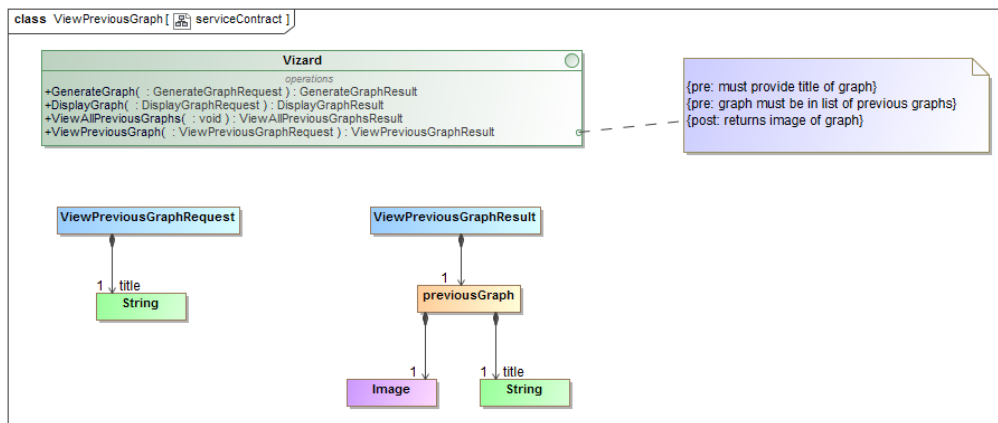 class ViewPreviousGraph [ serviceContract ]
Vizard
operations
+GenerateGraph( : GenerateGraphRequest ) : GenerateGraphResult
+DisplayGraph( : DisplayGraphRequest ) : DisplayGraphResult
+ViewAllPreviousGraphs( : void ) : ViewAllPreviousGraphsResult
+ViewPreviousGraph( : ViewPreviousGraphRequest ) : ViewPreviousGraphResult
{pre: must provide title of graph}
{pre: graph must be in list of previous graphs}
{post: returns image of graph}
ViewPreviousGraphRequest
ViewPreviousGraphResult
1 title
1
String
previousGraph
1
1 title
Image
String